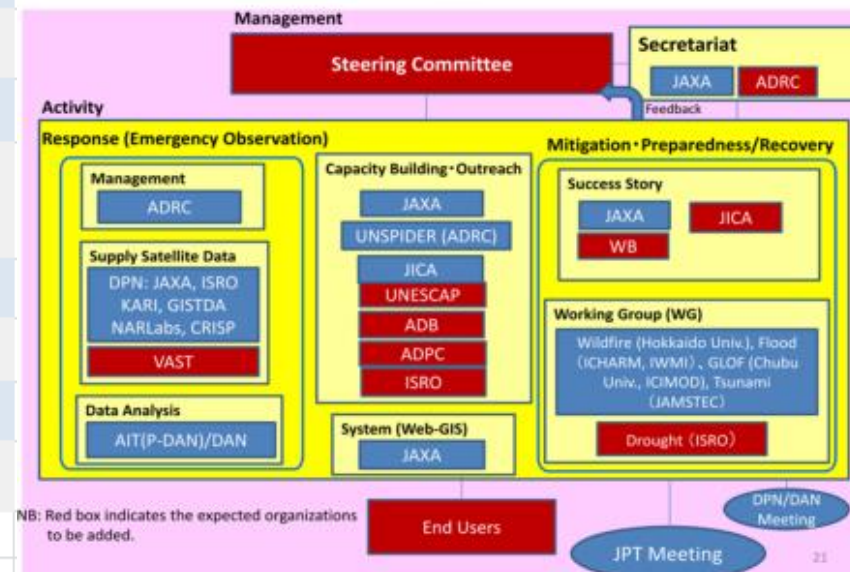 Management
Steering Committee
Secretariat
JAXA
ADRC
Feedback
Activity
Response (Emergency Observation)
Management
ADRC
Supply Satellite Data
DPN: JAXA, ISRO
KARI, GISTDA
NARLabs, CRISP
VAST
Data Analysis
AIT(P-DAN)/DAN
Capacity Building・Outreach
JAXA
UNSPIDER (ADRC)
JICA
UNESCAP
ADB
ADPC
ISRO
System (Web-GIS)
JAXA
Mitigation・Preparedness/Recovery
Success Story
JAXA
JICA
WB
Working Group (WG)
Wildfire (Hokkaido Univ.), Flood
（ICHARM, IWMI）、GLOF (Chubu
Univ., ICIMOD), Tsunami
（JAMSTEC）
Drought（ISRO）
NB: Red box indicates the expected organizations
to be added.
End Users
JPT Meeting
DPN/DAN
Meeting
21